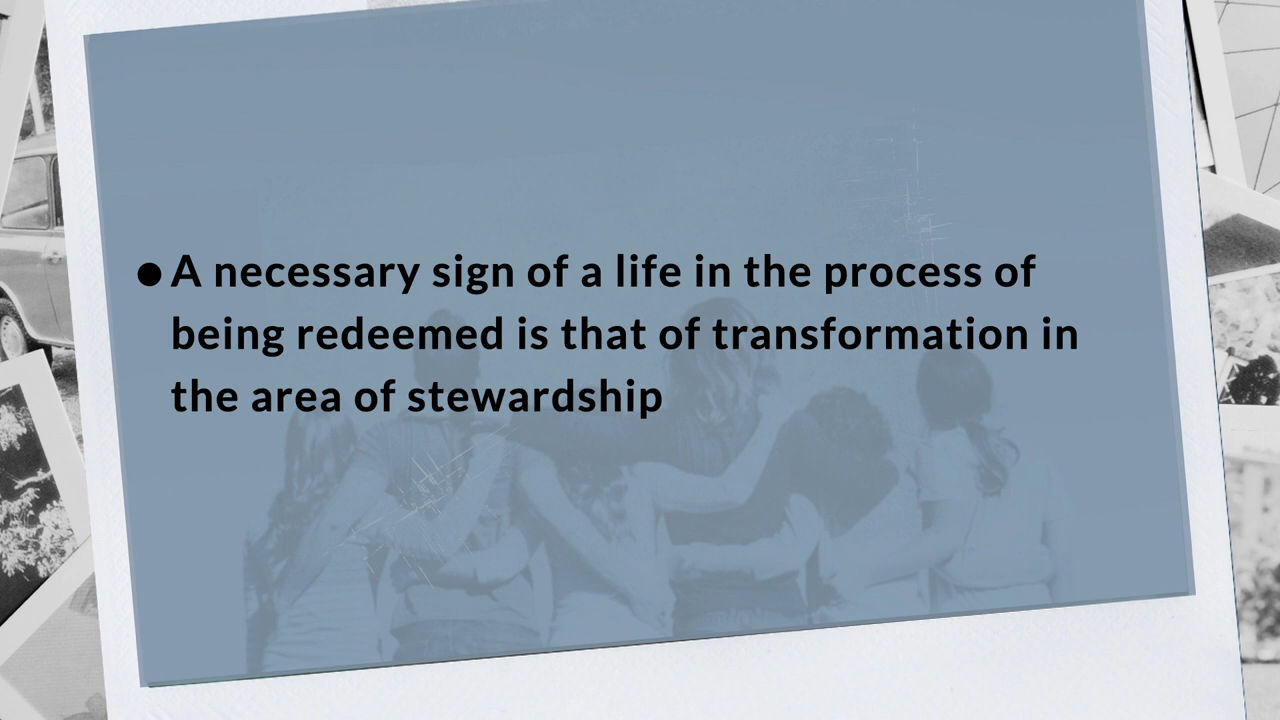 • A necessary sign of a life in the process of
being redeemed is that of transformation in
the area of stewardship